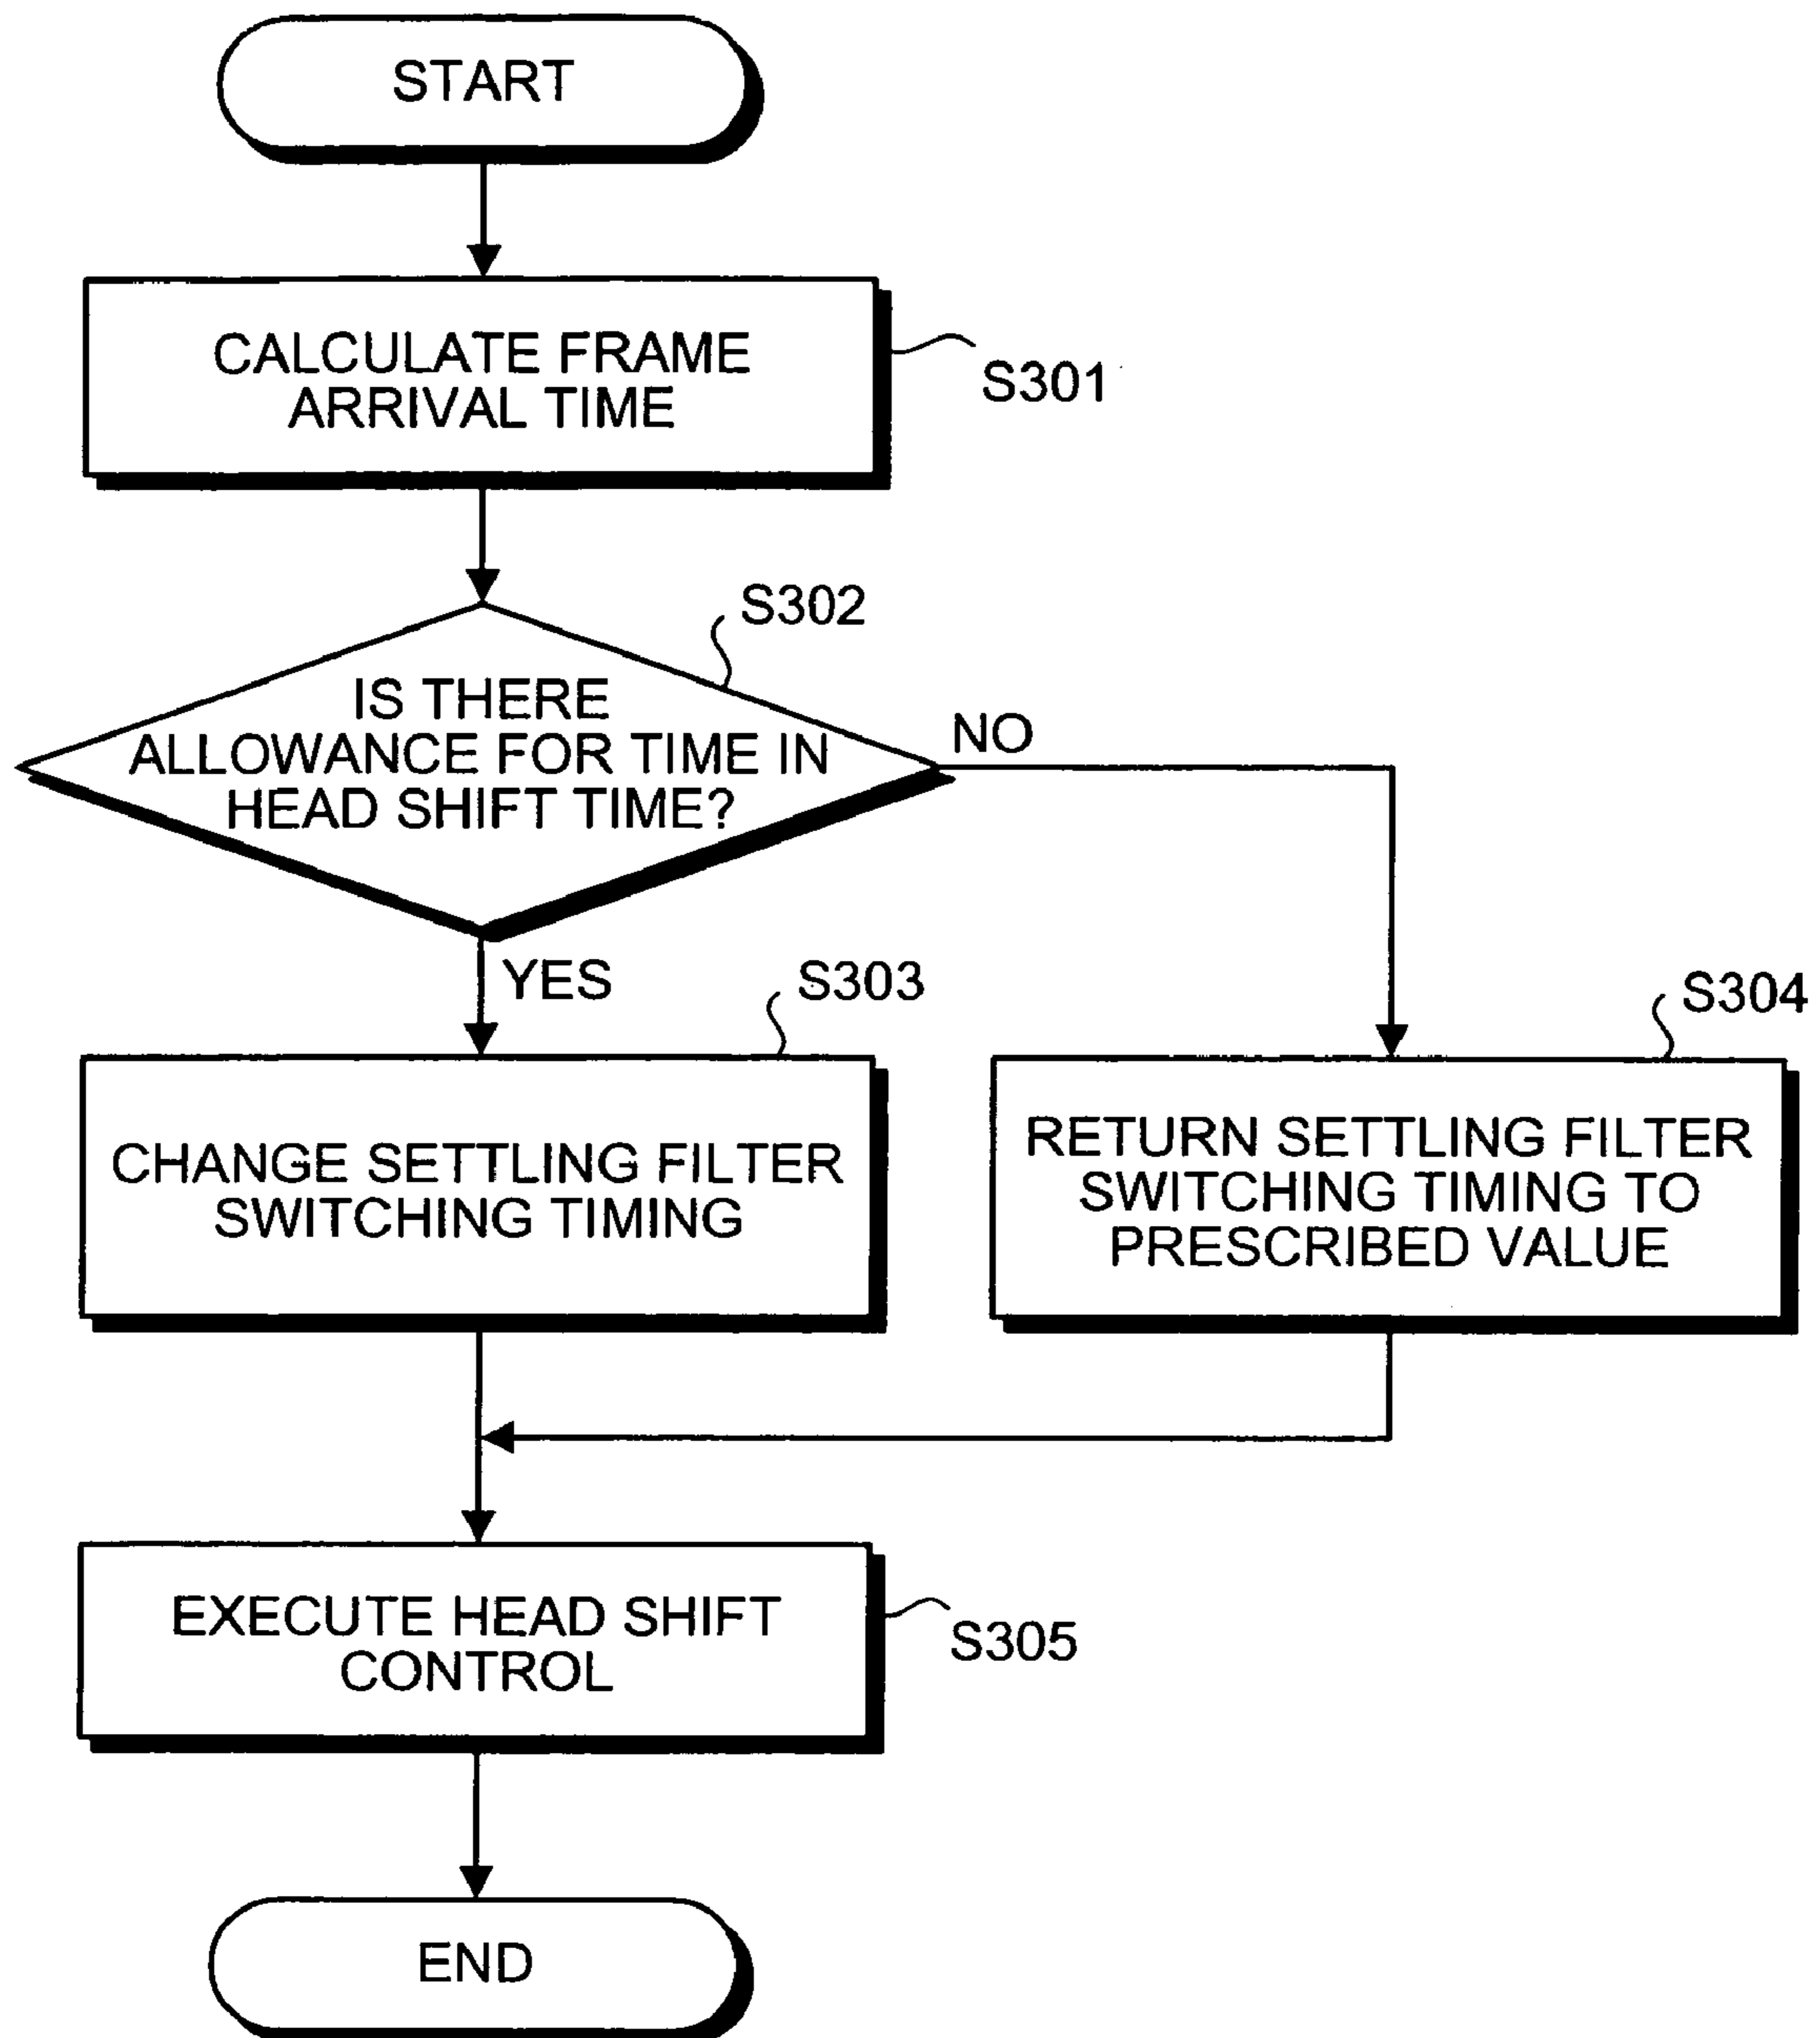 START
CALCULATE FRAME
ARRIVAL TIME
S301
S302
IS THERE
ALLOWANCE FOR TIME IN
HEAD SHIFT TIME?
NO
YES
S303
CHANGE SETTLING FILTER
SWITCHING TIMING
S304
RETURN SETTLING FILTER
SWITCHING TIMING TO
PRESCRIBED VALUE
EXECUTE HEAD SHIFT
CONTROL
S305
END